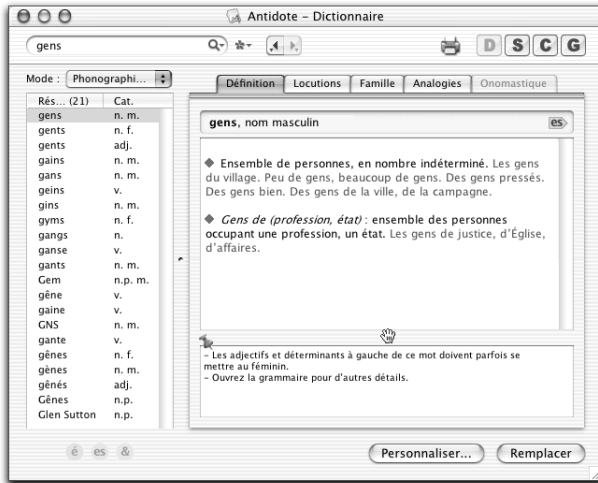 Antidote – Dictionnaire
gens
D S C G
Mode : Phonographi...
Définition Locutions Famille Analogies Onomastique
Rés... (21) Cat.
gens n. m.
gents n. f.
gents adj.
gains n. m.
gans n. m.
geins v.
gins n. m.
gyms n. f.
gangs n.
ganse v.
gants n. m.
Gem n.p. m.
gêne v.
gaine v.
GNS n. m.
gante v.
gênes n. f.
gènes n. m.
gênés adj.
Gênes n.p.
Glen Sutton n.p.
gens, nom masculin es
Ensemble de personnes, en nombre indéterminé. Les gens
du village. Peu de gens, beaucoup de gens. Des gens pressés.
Des gens bien. Des gens de la ville, de la campagne.
Gens de (profession, état) : ensemble des personnes
occupant une profession, un état. Les gens de justice, d’Église,
d’affaires.
– Les adjectifs et déterminants à gauche de ce mot doivent parfois se
mettre au féminin.
– Ouvrez la grammaire pour d’autres détails.
é es &
Personnaliser... Remplacer